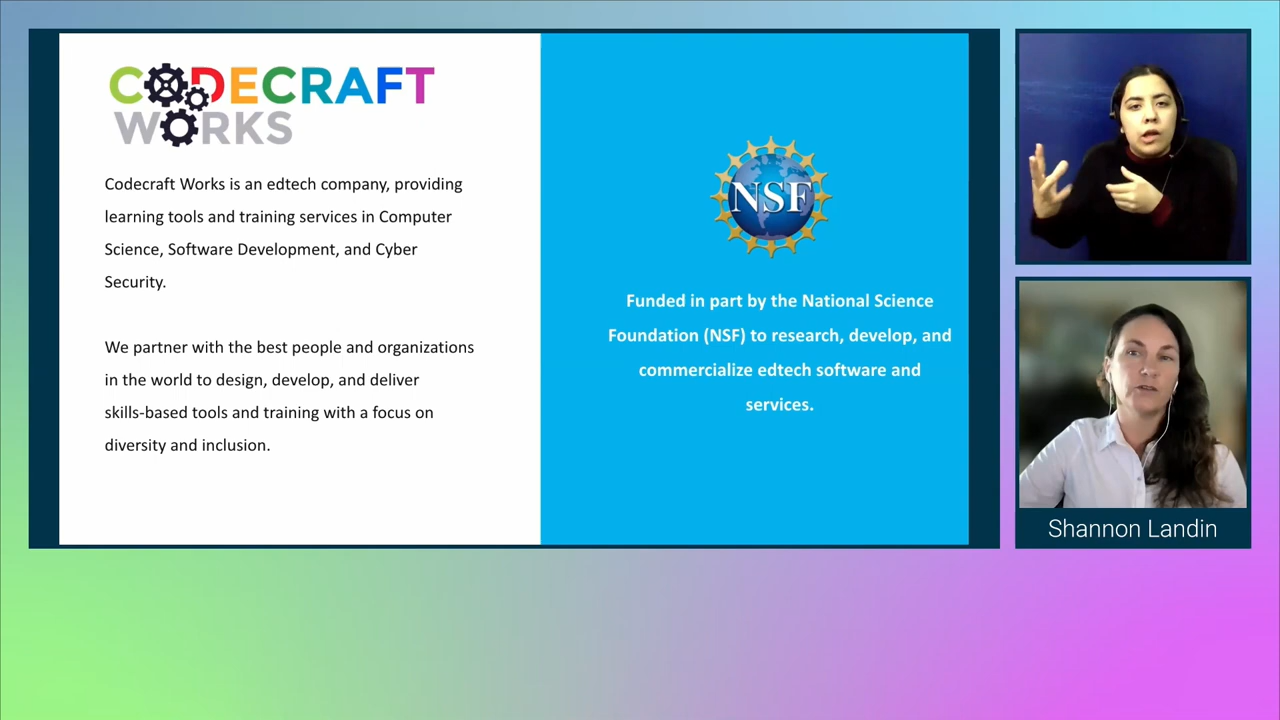 CODECRAFT
WORKS
Codecraft Works is an edtech company, providing
learning tools and training services in Computer
Science, Software Development, and Cyber
Security.
We partner with the best people and organizations
in the world to design, develop, and deliver
skills-based tools and training with a focus on
diversity and inclusion.
NSF
Funded in part by the National Science
Foundation (NSF) to research, develop, and
commercialize edtech software and
services.
Shannon Landin